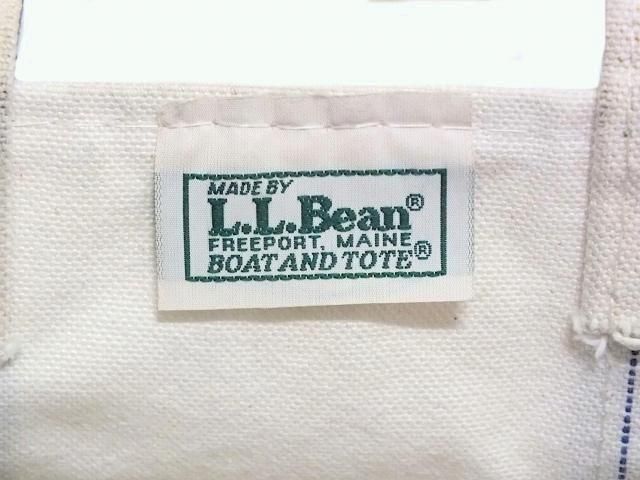 MADE BY
L.L.Bean®
FREEPORT, MAINE
BOAT AND TOTE®